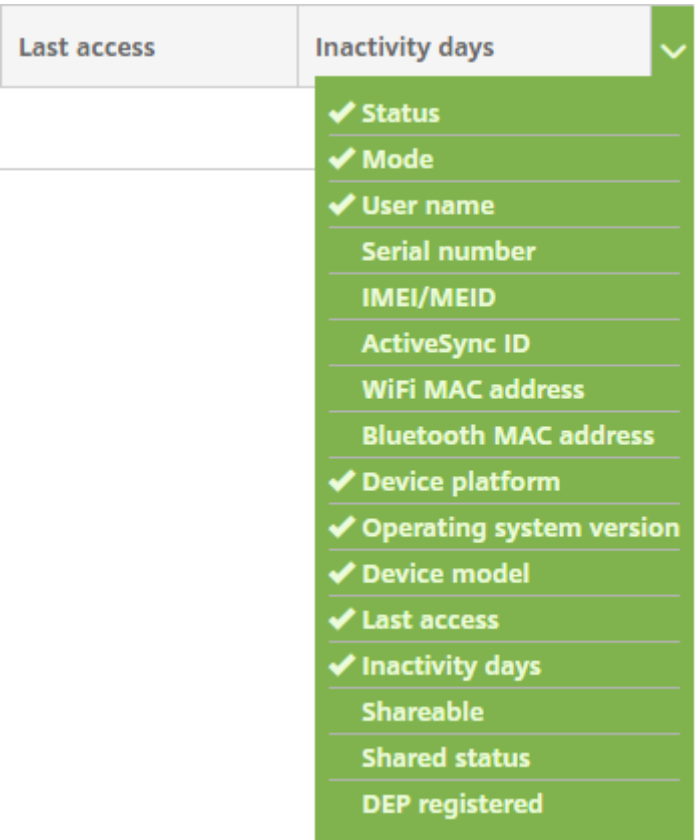 Last access
Inactivity days
Status
Mode
User name
Serial number
IMEI/MEID
ActiveSync ID
WiFi MAC address
Bluetooth MAC address
Device platform
Operating system version
Device model
Last access
Inactivity days
Shareable
Shared status
DEP registered